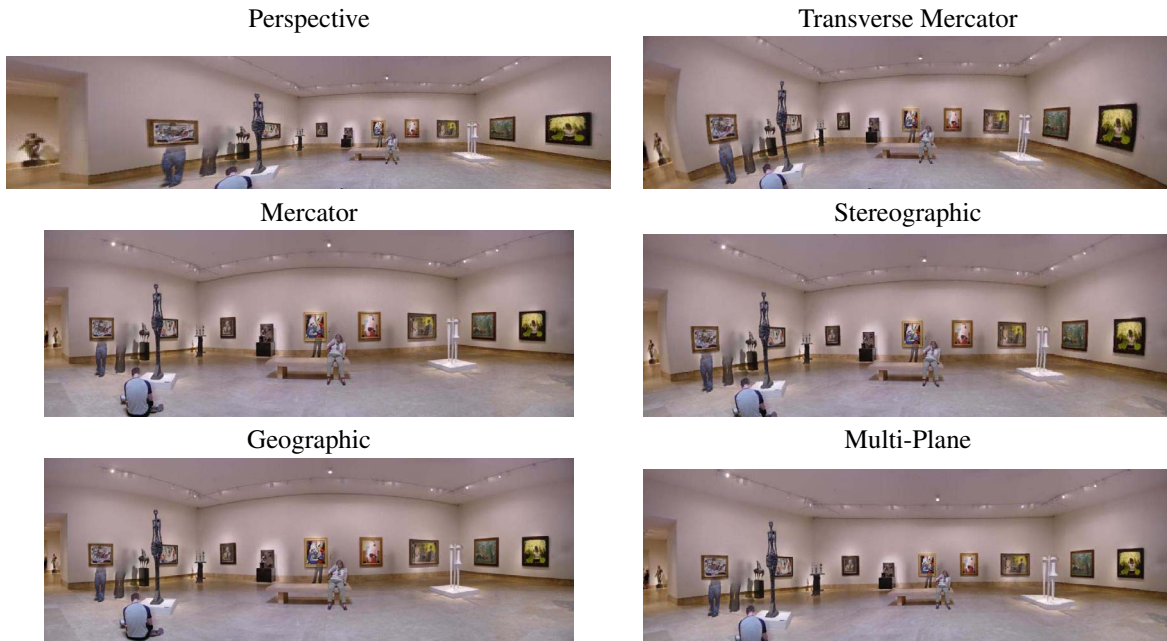 Perspective
Transverse Mercator
Mercator
Stereographic
Geographic
Multi-Plane